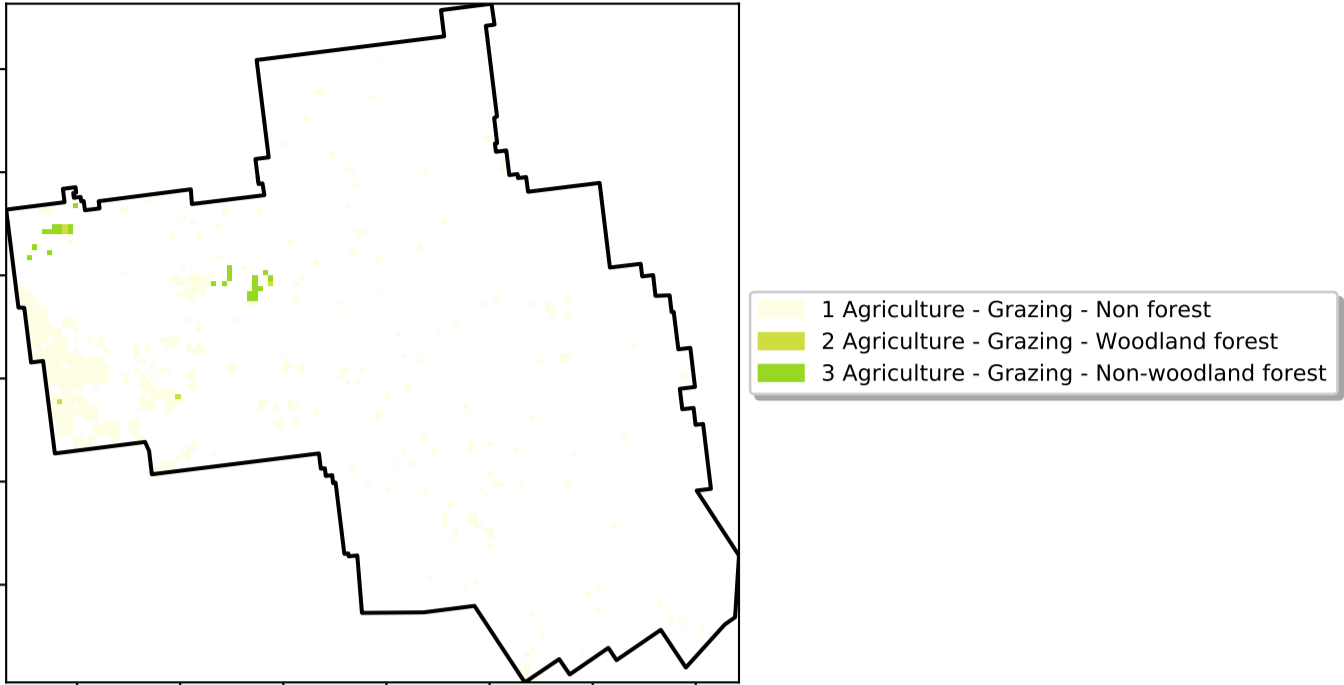 1 Agriculture - Grazing - Non forest
2 Agriculture - Grazing - Woodland forest
3 Agriculture - Grazing - Non-woodland forest